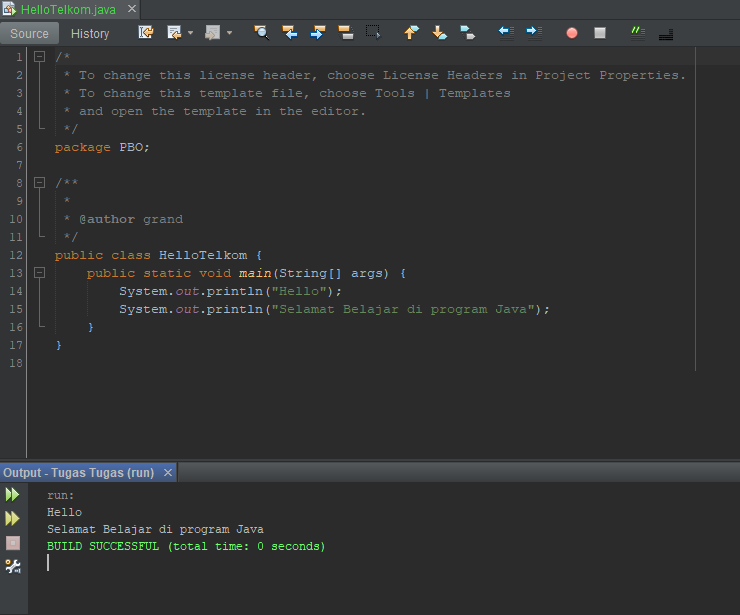 HelloTelkom.java
Source History
1 /*
2 * To change this license header, choose License Headers in Project Properties.
3 * To change this template file, choose Tools | Templates
4 * and open the template in the editor.
5 */
6 package PBO;
7
8 /**
9 *
10 * @author grand
11 */
12 public class HelloTelkom {
13 public static void main(String[] args) {
14 System.out.println("Hello");
15 System.out.println("Selamat Belajar di program Java");
16 }
17 }
18
Output - Tugas Tugas (run)
run:
Hello
Selamat Belajar di program Java
BUILD SUCCESSFUL (total time: 0 seconds)